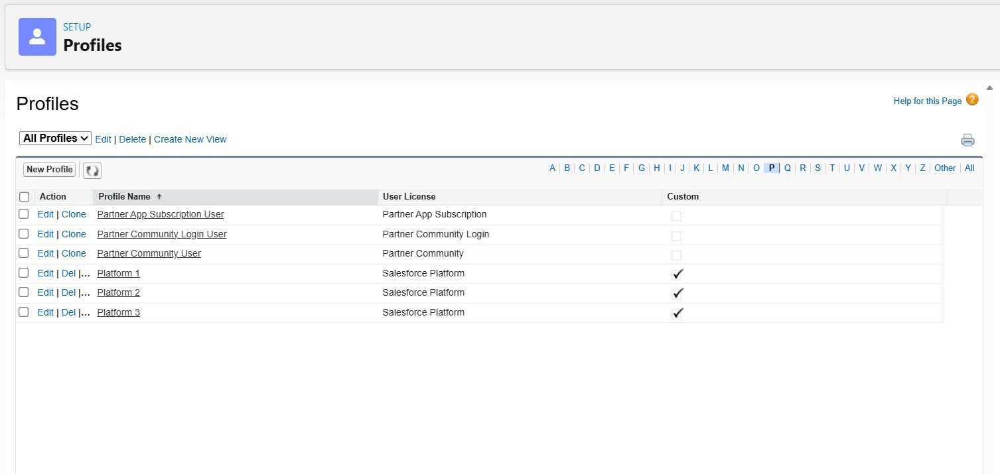 SETUP
Profiles
Profiles
Help for this Page ?
All Profiles Edit | Delete | Create New View
New Profile A B C D E F G H I J K L M N O P Q R S T U V W X Y Z Other All
Action Profile Name ↑ User License Custom
Edit | Clone Partner App Subscription User Partner App Subscription
Edit | Clone Partner Community Login User Partner Community Login
Edit | Clone Partner Community User Partner Community
Edit | Del |... Platform 1 Salesforce Platform
Edit | Del |... Platform 2 Salesforce Platform
Edit | Del |... Platform 3 Salesforce Platform